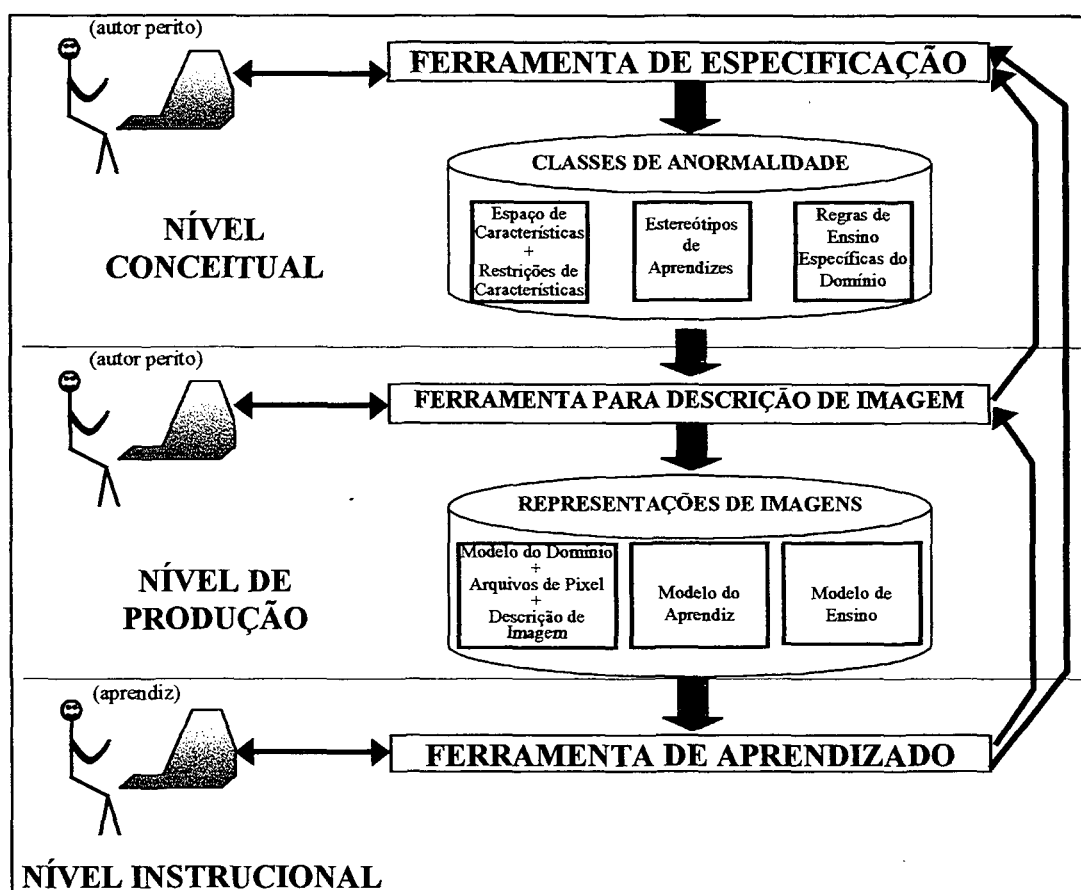 (autor perito)
FERRAMENTA DE ESPECIFICAÇÃO
CLASSES DE ANORMALIDADE
Espaço de
Características
+
Restrições de
Características
Estereótipos
de
Aprendizes
Regras de
Ensino
Específicas do
Domínio
NÍVEL
CONCEITUAL
(autor perito)
FERRAMENTA PARA DESCRIÇÃO DE IMAGEM
REPRESENTAÇÕES DE IMAGENS
Modelo do Domínio
+
Arquivos de Pixel
+
Descrição de
Imagem
Modelo do
Aprendiz
Modelo de
Ensino
NÍVEL DE
PRODUÇÃO
(aprendiz)
FERRAMENTA DE APRENDIZADO
NÍVEL INSTRUCIONAL